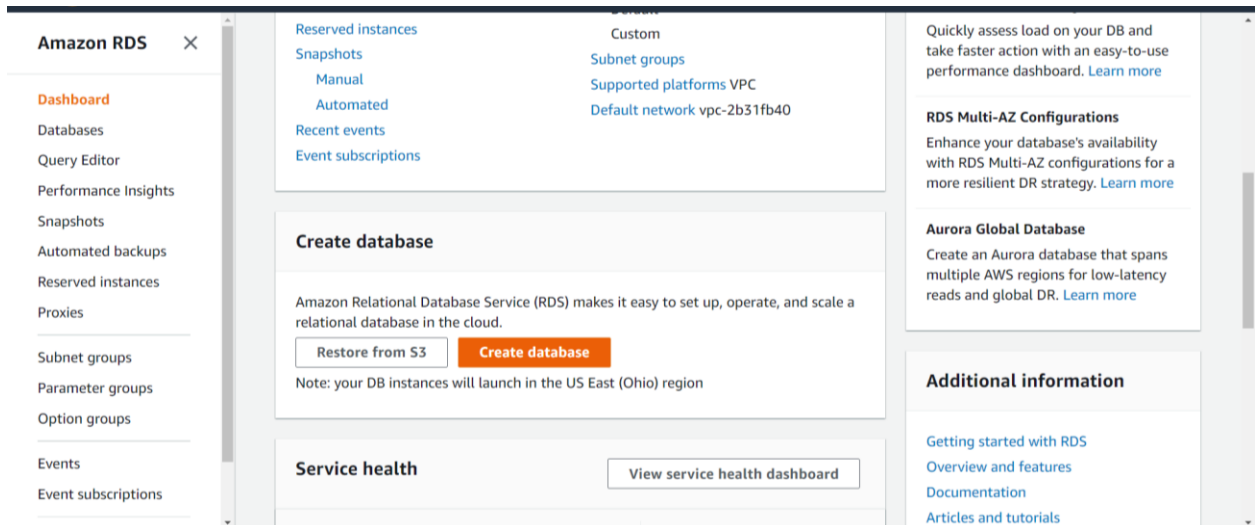 Amazon RDS
Dashboard
Databases
Query Editor
Performance Insights
Snapshots
Automated backups
Reserved instances
Proxies
Subnet groups
Parameter groups
Option groups
Events
Event subscriptions
Reserved instances
Snapshots
Manual
Automated
Recent events
Event subscriptions
Custom
Subnet groups
Supported platforms VPC
Default network vpc-2b31fb40
Create database
Amazon Relational Database Service (RDS) makes it easy to set up, operate, and scale a
relational database in the cloud.
Restore from S3
Create database
Note: your DB instances will launch in the US East (Ohio) region
Service health
View service health dashboard
Quickly assess load on your DB and
take faster action with an easy-to-use
performance dashboard. Learn more
RDS Multi-AZ Configurations
Enhance your database's availability
with RDS Multi-AZ configurations for a
more resilient DR strategy. Learn more
Aurora Global Database
Create an Aurora database that spans
multiple AWS regions for low-latency
reads and global DR. Learn more
Additional information
Getting started with RDS
Overview and features
Documentation
Articles and tutorials